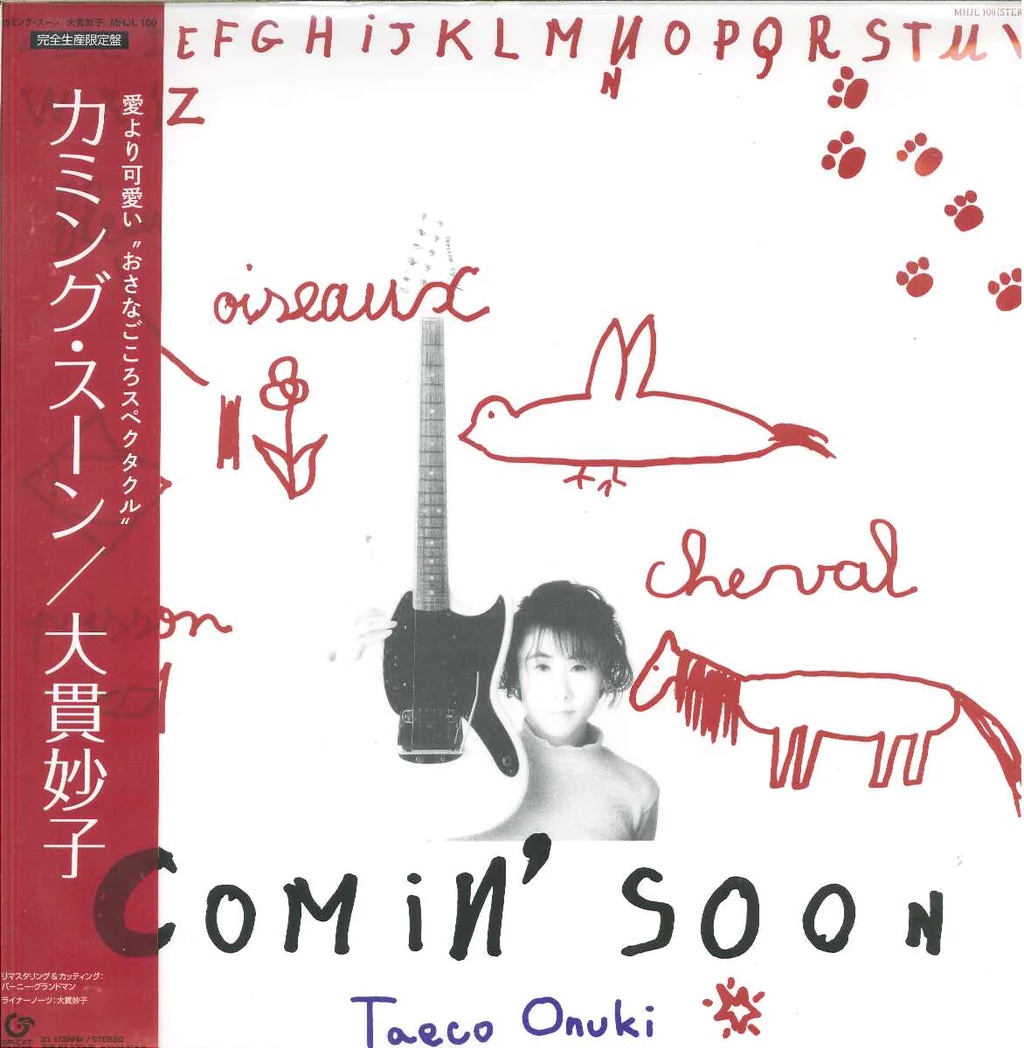 カミング・スーン 大貫妙子 MHJL 100
完全生産限定盤
愛より可愛い“おさなごころスペクタクル”
カミング・スーン/大貫妙子
リマスタリング&カッティング:
バーニー・グランドマン
ライナーノーツ:大貫妙子
GREAT
33 1/3RPM / STEREO
MHJL 100(STER
E F G H i J K L M N O P Q R S T U V
N
W Z
oiseaux
cheval
poisson
COMiN' SOON
Taeco Onuki